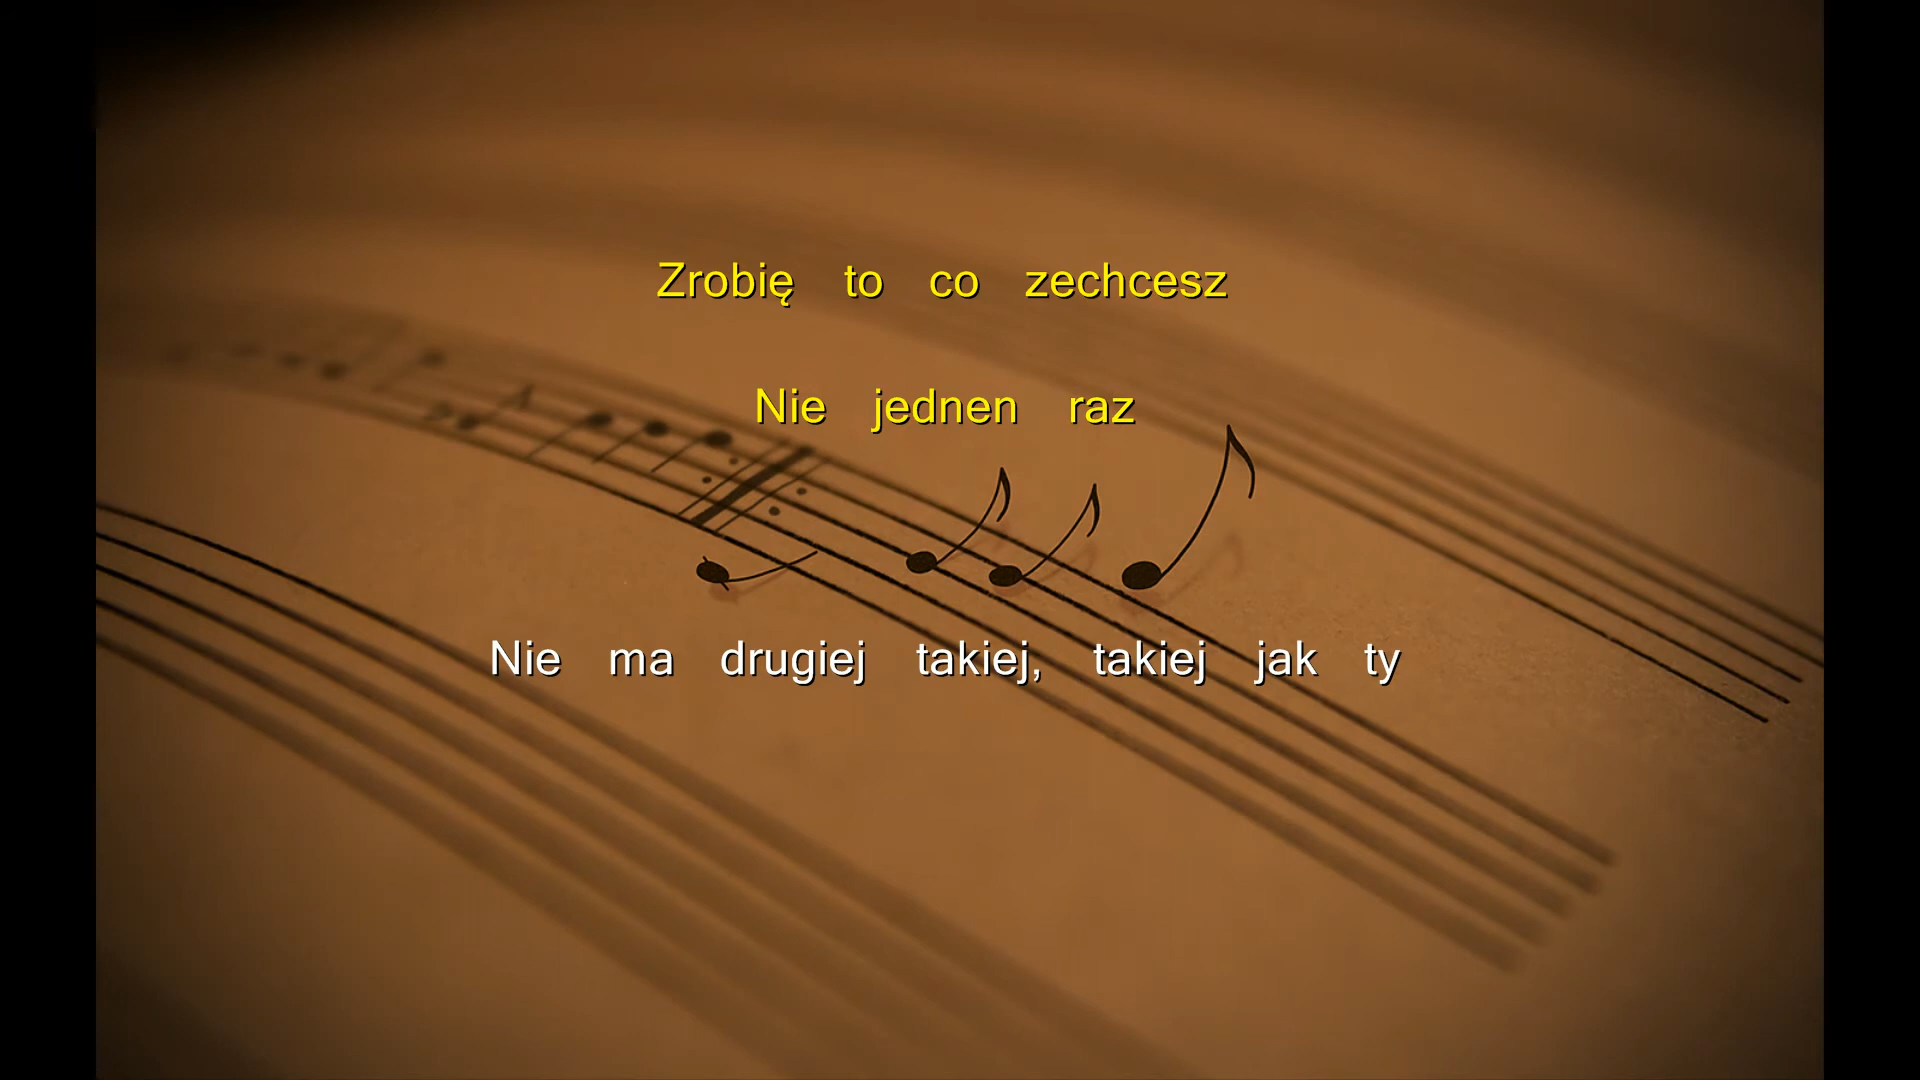 Zrobię to co zechcesz
Nie jednen raz
Nie ma drugiej takiej, takiej jak ty